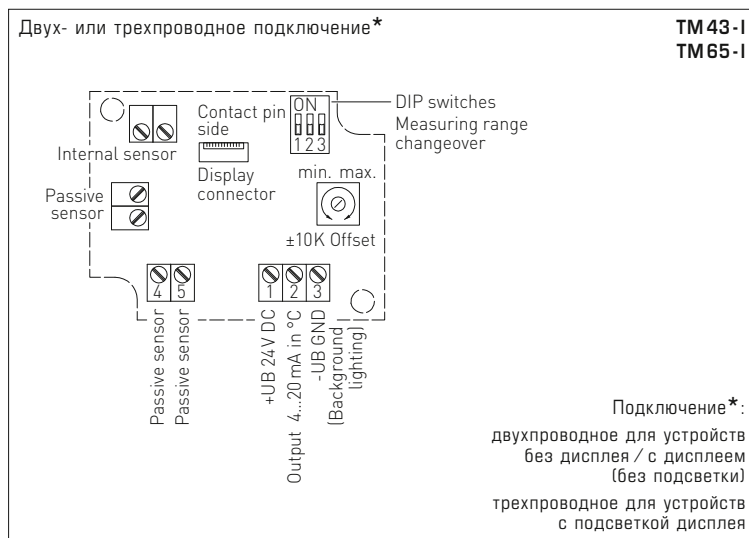 Двух- или трехпроводное подключение*
TM43-I
TM65-I
Contact pin
side
ON
1 2 3
DIP switches
Measuring range
changeover
Internal sensor
Display
connector
min. max.
Passive
sensor
±10K Offset
4 5
1 2 3
Passive sensor
Passive sensor
+UB 24V DC
Output 4...20mA in °C
-UB GND
(Background
lighting)
Подключение*:
двухпроводное для устройств
без дисплея / с дисплеем
(без подсветки)
трехпроводное для устройств
с подсветкой дисплея